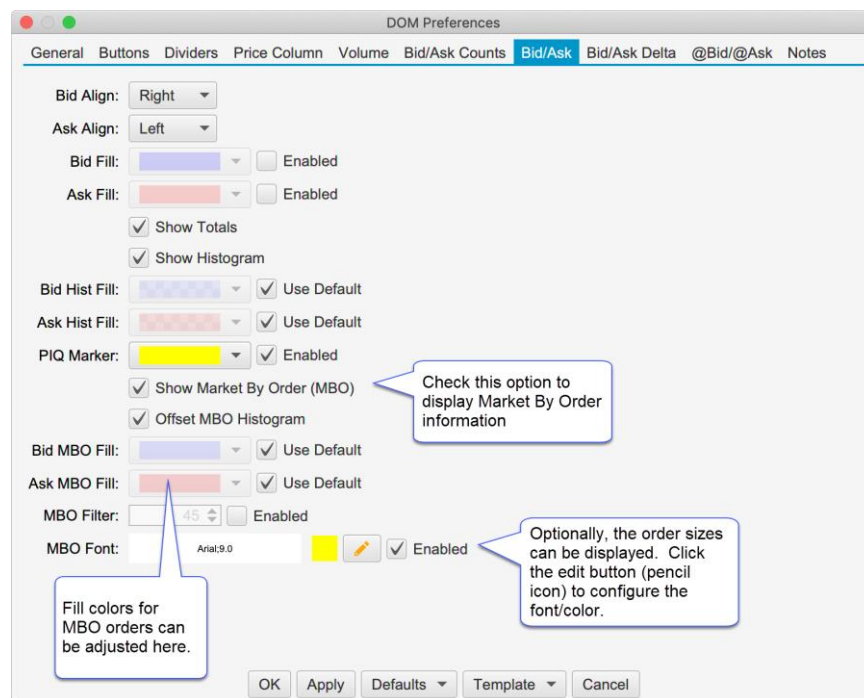 DOM Preferences
General Buttons Dividers Price Column Volume Bid/Ask Counts Bid/Ask Bid/Ask Delta @Bid/@Ask Notes
Bid Align: Right
Ask Align: Left
Bid Fill: Enabled
Ask Fill: Enabled
Show Totals
Show Histogram
Bid Hist Fill: Use Default
Ask Hist Fill: Use Default
PIQ Marker: Enabled
Show Market By Order (MBO)
Offset MBO Histogram
Check this option to
display Market By Order
information
Bid MBO Fill: Use Default
Ask MBO Fill: Use Default
MBO Filter: 45 Enabled
MBO Font: Arial;9.0 Enabled
Optionally, the order sizes
can be displayed. Click
the edit button (pencil
icon) to configure the
font/color.
Fill colors for
MBO orders can
be adjusted here.
OK Apply Defaults Template Cancel